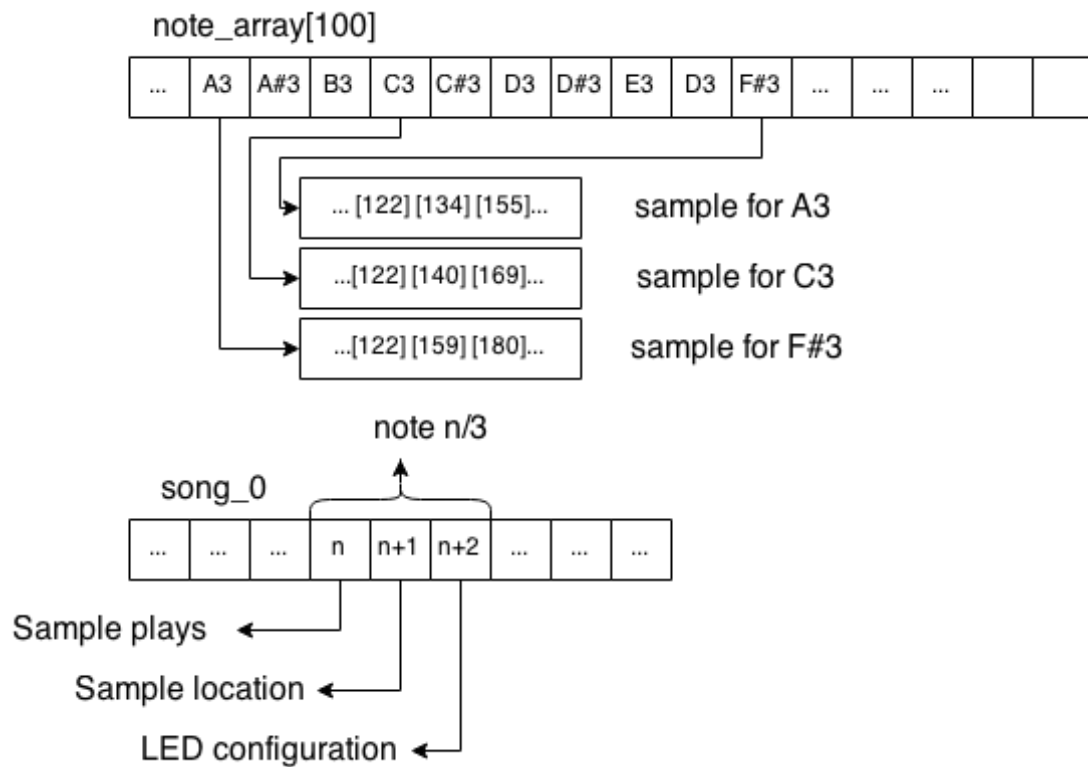 note_array[100]
... A3 A#3 B3 C3 C#3 D3 D#3 E3 D3 F#3 ... ... ...
... [122] [134] [155]... sample for A3
...[122] [140] [169]... sample for C3
...[122] [159] [180]... sample for F#3
note n/3
song_0
... ... ... n n+1 n+2 ... ... ...
Sample plays
Sample location
LED configuration